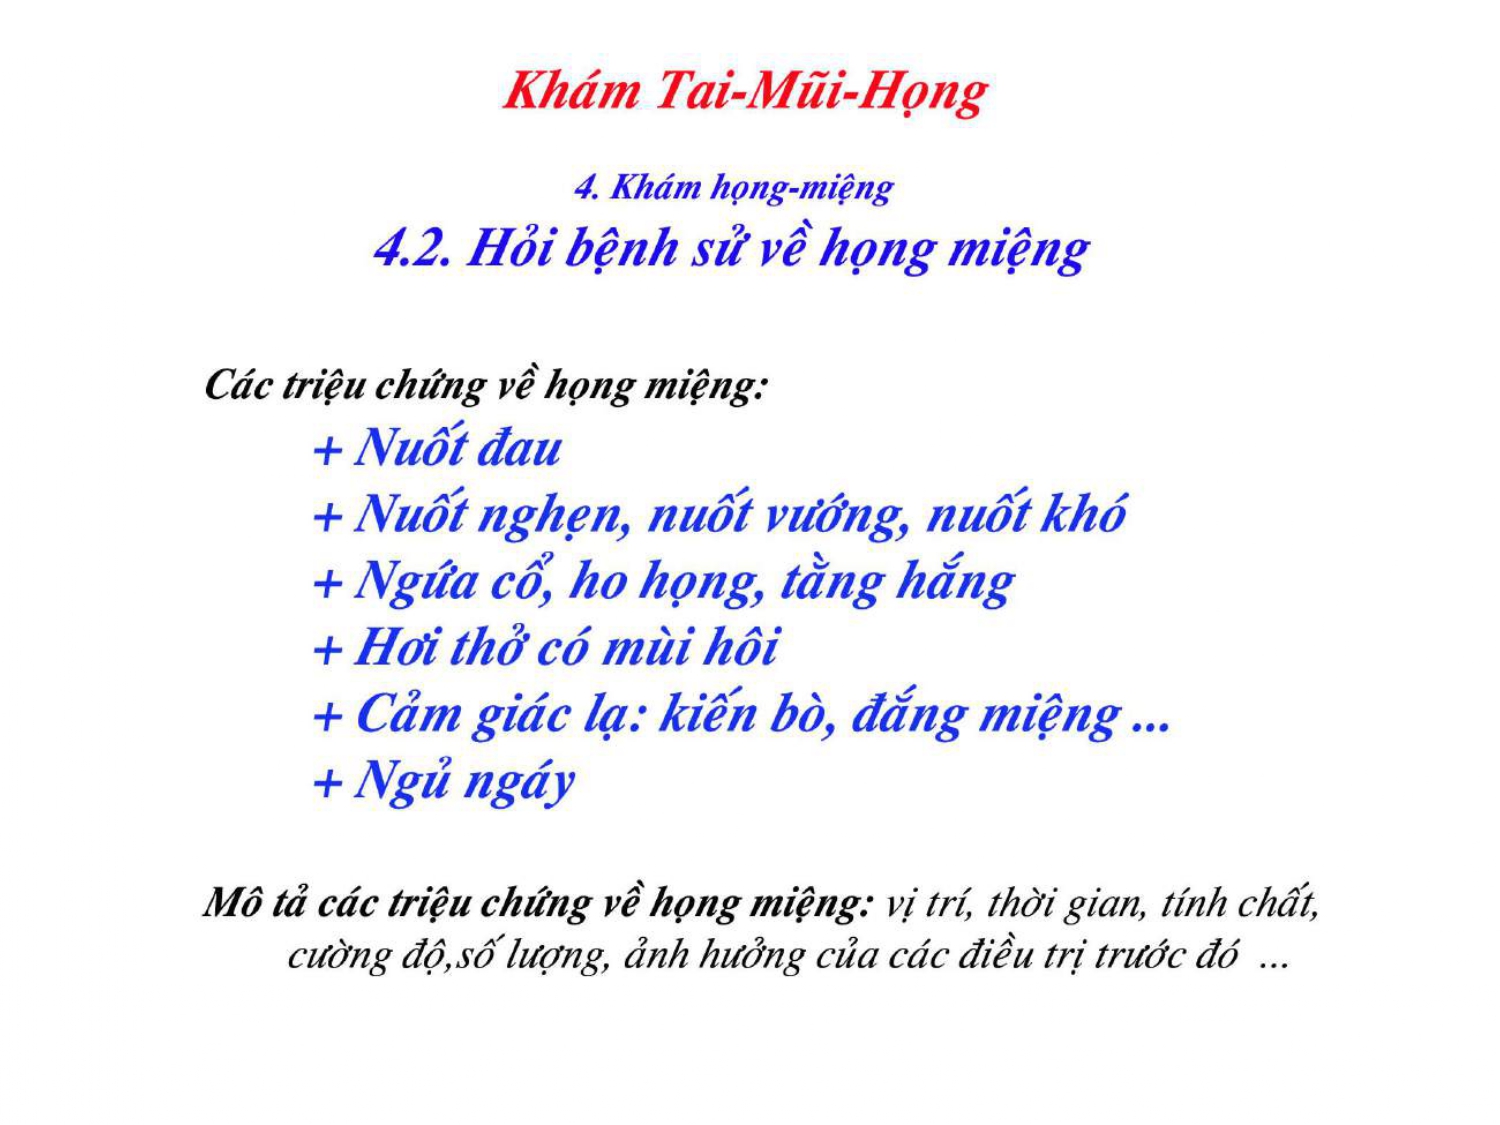 Khám Tai-Mũi-Họng
4. Khám họng-miệng
4.2. Hỏi bệnh sử về họng miệng
Các triệu chứng về họng miệng:
+ Nuốt đau
+ Nuốt nghẹn, nuốt vướng, nuốt khó
+ Ngứa cổ, ho họng, tằng hắng
+ Hơi thở có mùi hôi
+ Cảm giác lạ: kiến bò, đắng miệng ...
+ Ngủ ngáy
Mô tả các triệu chứng về họng miệng: vị trí, thời gian, tính chất,
cường độ,số lượng, ảnh hưởng của các điều trị trước đó ...